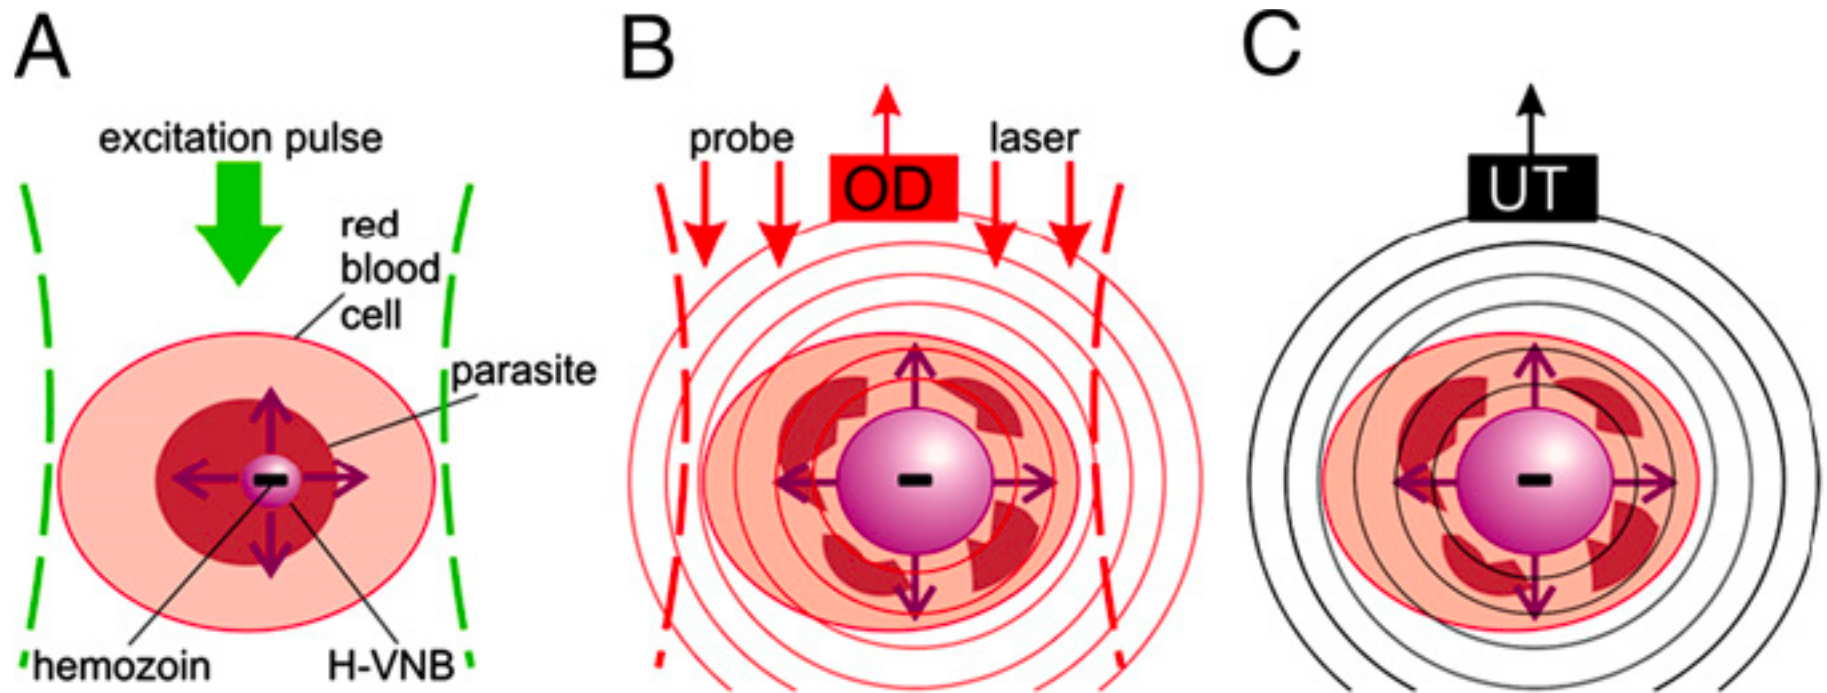 A
excitation pulse
red
blood
cell
parasite
hemozoin
H-VNB
B
probe
OD
laser
C
UT